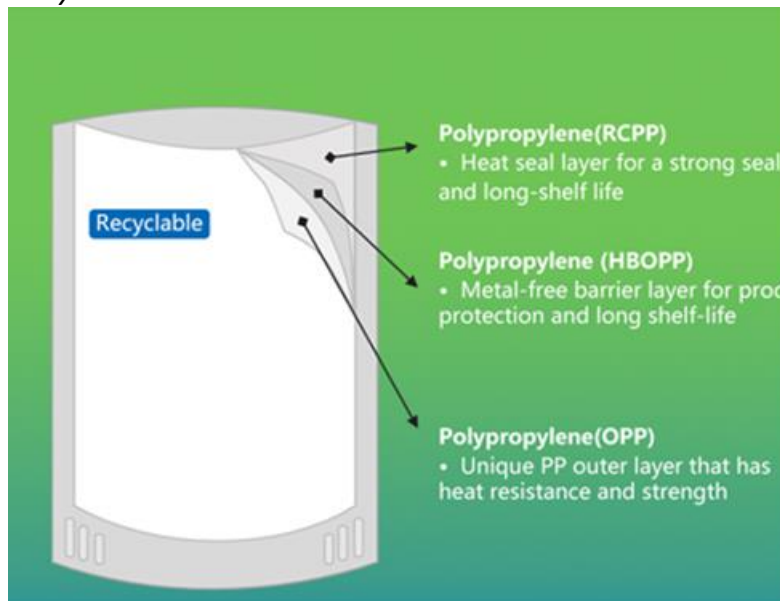 Recyclable
Polypropylene(RCPP)
• Heat seal layer for a strong seal
and long-shelf life
Polypropylene (HBOPP)
• Metal-free barrier layer for
protection and long shelf-life
Polypropylene(OPP)
• Unique PP outer layer that has
heat resistance and strength